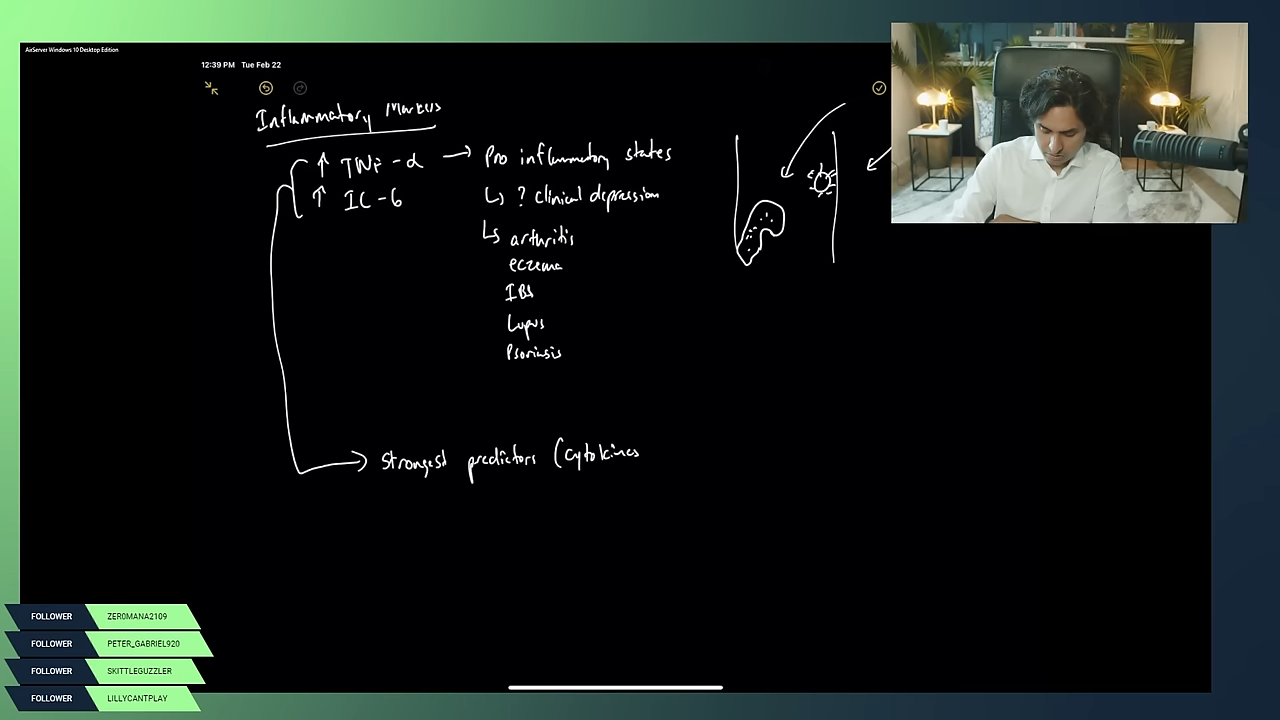 AirServer Windows 10 Desktop Edition
12:39 PM Tue Feb 22
Inflammatory Markers
↑ TNF-α → Pro inflammatory states
↑ IC-6 ↳ ? clinical depression
↳ arthritis
eczema
IBS
Lupus
Psoriasis
→ strongest predictors (cytokines
FOLLOWER ZER0MANA2109
FOLLOWER PETER_GABRIEL920
FOLLOWER SKITTLEGUZZLER
FOLLOWER LILLYCANTPLAY